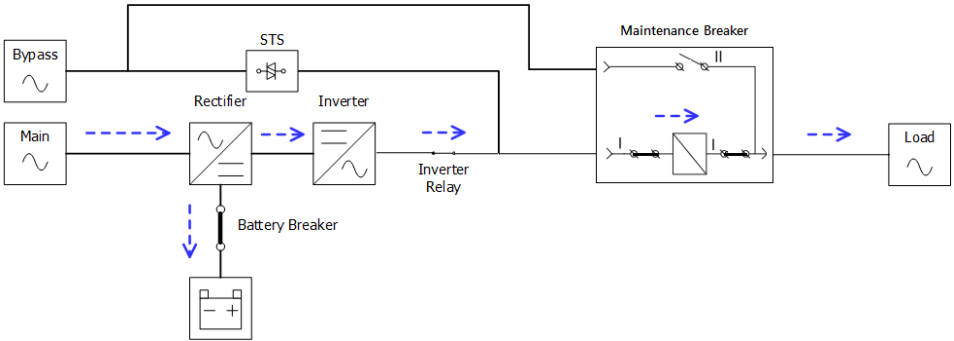 Maintenance Breaker
STS
Bypass
II
Rectifier
Inverter
Main
I
I
Load
Inverter
Relay
Battery Breaker